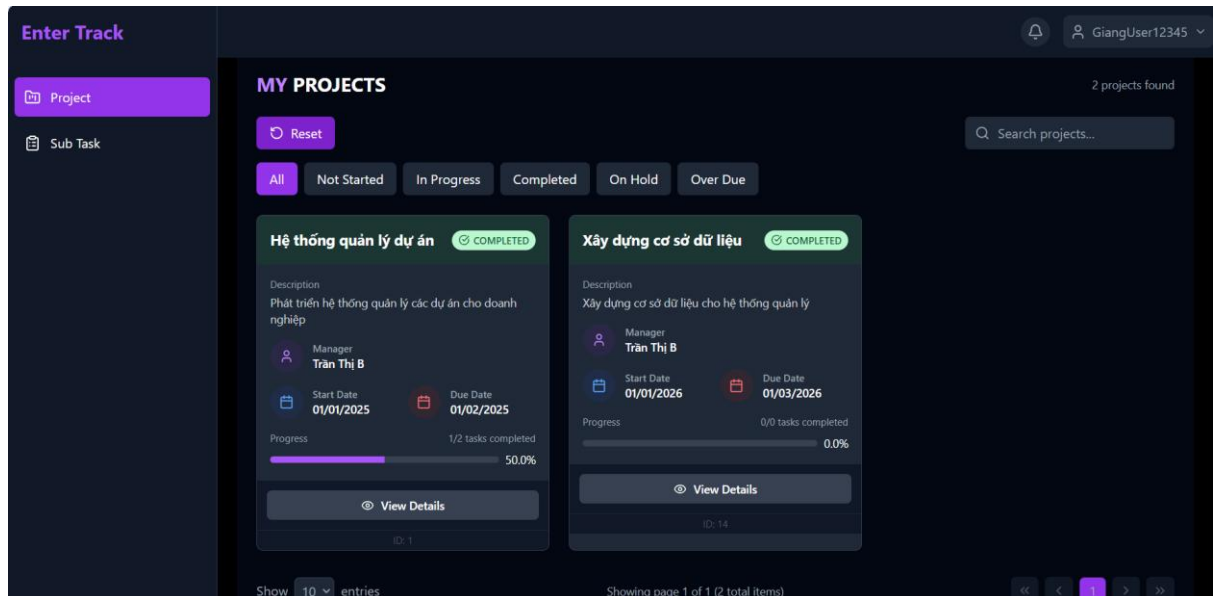 Enter Track
GiangUser12345
Project
Sub Task
MY PROJECTS
2 projects found
Reset
Search projects...
All
Not Started
In Progress
Completed
On Hold
Over Due
Hệ thống quản lý dự án
COMPLETED
Description
Phát triển hệ thống quản lý các dự án cho doanh
nghiệp
Manager
Trần Thị B
Start Date
01/01/2025
Due Date
01/02/2025
Progress
1/2 tasks completed
50.0%
View Details
ID: 1
Xây dựng cơ sở dữ liệu
COMPLETED
Description
Xây dựng cơ sở dữ liệu cho hệ thống quản lý
Manager
Trần Thị B
Start Date
01/01/2026
Due Date
01/03/2026
Progress
0/0 tasks completed
0.0%
View Details
ID: 14
Show 10 entries
Showing page 1 of 1 (2 total items)
« < 1 > »